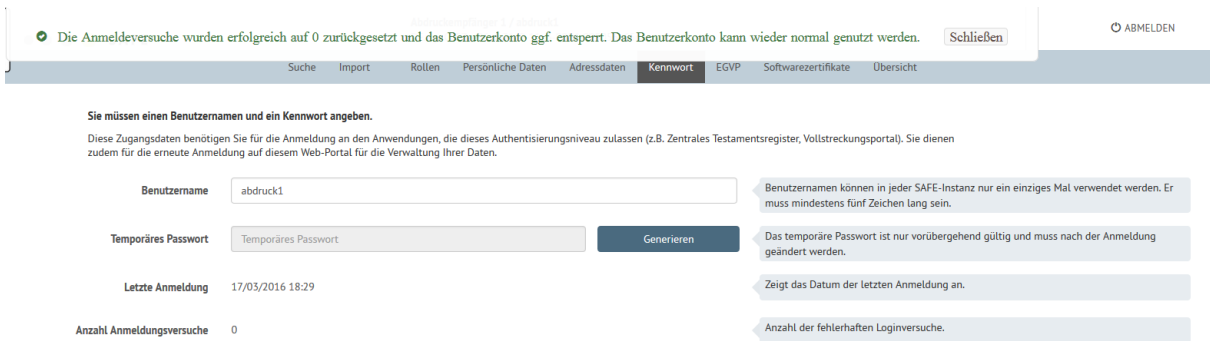 Die Anmeldeversuche wurden erfolgreich auf 0 zurückgesetzt und das Benutzerkonto ggf. entsperrt. Das Benutzerkonto kann wieder normal genutzt werden. Schließen
ABMELDEN
Suche Import Rollen Persönliche Daten Adressdaten Kennwort EGVP Softwarezertifikate Übersicht
Sie müssen einen Benutzernamen und ein Kennwort angeben.
Diese Zugangsdaten benötigen Sie für die Anmeldung an den Anwendungen, die dieses Authentisierungsniveau zulassen (z.B. Zentrales Testamentsregister, Vollstreckungsportal). Sie dienen
zudem für die erneute Anmeldung auf diesem Web-Portal für die Verwaltung Ihrer Daten.
Benutzername abdruck1
Benutzernamen können in jeder SAFE-Instanz nur ein einziges Mal verwendet werden. Er
muss mindestens fünf Zeichen lang sein.
Temporäres Passwort Temporäres Passwort Generieren
Das temporäre Passwort ist nur vorübergehend gültig und muss nach der Anmeldung
geändert werden.
Letzte Anmeldung 17/03/2016 18:29
Zeigt das Datum der letzten Anmeldung an.
Anzahl Anmeldungsversuche 0
Anzahl der fehlerhaften Loginversuche.